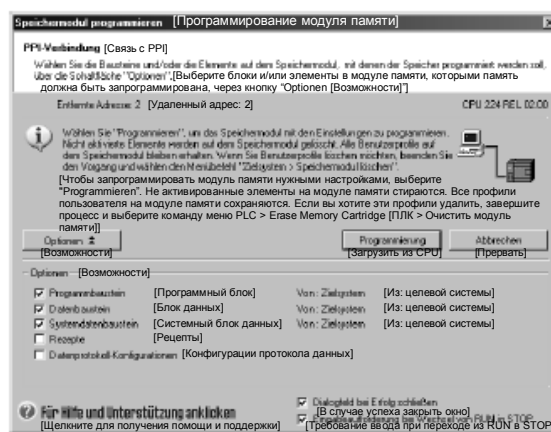 Speichermodul programmieren [Программирование модуля памяти]
PPI-Verbindung [Связь с PPI]
Wählen Sie die Bausteine und/oder die Elemente auf dem Speichermodul, mit denen der Speicher programmiert werden soll,
über die Schaltfläche "Optionen". [Выберите блоки и/или элементы в модуле памяти, которыми память
должна быть запрограммирована, через кнопку "Optionen [Возможности]"]
Entfernte Adresse: 2 [Удаленный адрес: 2] CPU 224 REL 02.00
Wählen Sie "Programmieren", um das Speichermodul mit den Einstellungen zu programmieren.
Nicht aktivierte Elemente werden auf dem Speichermodul gelöscht. Alle Benutzerprofile auf
dem Speichermodul bleiben erhalten. Wenn Sie Benutzerprofile löschen möchten, beenden Sie
den Vorgang und wählen den Menübefehl "Zielsystem > Speichermodul löschen".
[Чтобы запрограммировать модуль памяти нужными настройками, выберите
"Programmieren". Не активированные элементы на модуле памяти стираются. Все профили
пользователя на модуле памяти сохраняются. Если вы хотите эти профили удалить, завершите
процесс и выберите команду меню PLC > Erase Memory Cartridge [ПЛК > Очистить модуль
памяти]]
Optionen Programmierung Abbrechen
[Возможности] [Загрузить из CPU] [Прервать]
Optionen [Возможности]
Programmbaustein [Программный блок] Von: Zielsystem [Из: целевой системы]
Datenbaustein [Блок данных] Von: Zielsystem [Из: целевой системы]
Systemdatenbaustein [Системный блок данных] Von: Zielsystem [Из: целевой системы]
Rezepte [Рецепты]
Datenprotokoll-Konfigurationen [Конфигурации протокола данных]
Dialogfeld bei Erfolg schließen
[В случае успеха закрыть окно]
Für Hilfe und Unterstützung anklicken Eingabeaufforderung bei Wechsel von RUN in STOP
[Щелкните для получения помощи и поддержки] [Требование ввода при переходе из RUN в STOP